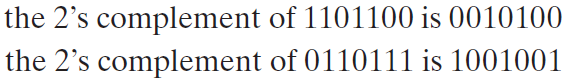 the 2’s complement of 1101100 is 0010100
the 2’s complement of 0110111 is 1001001